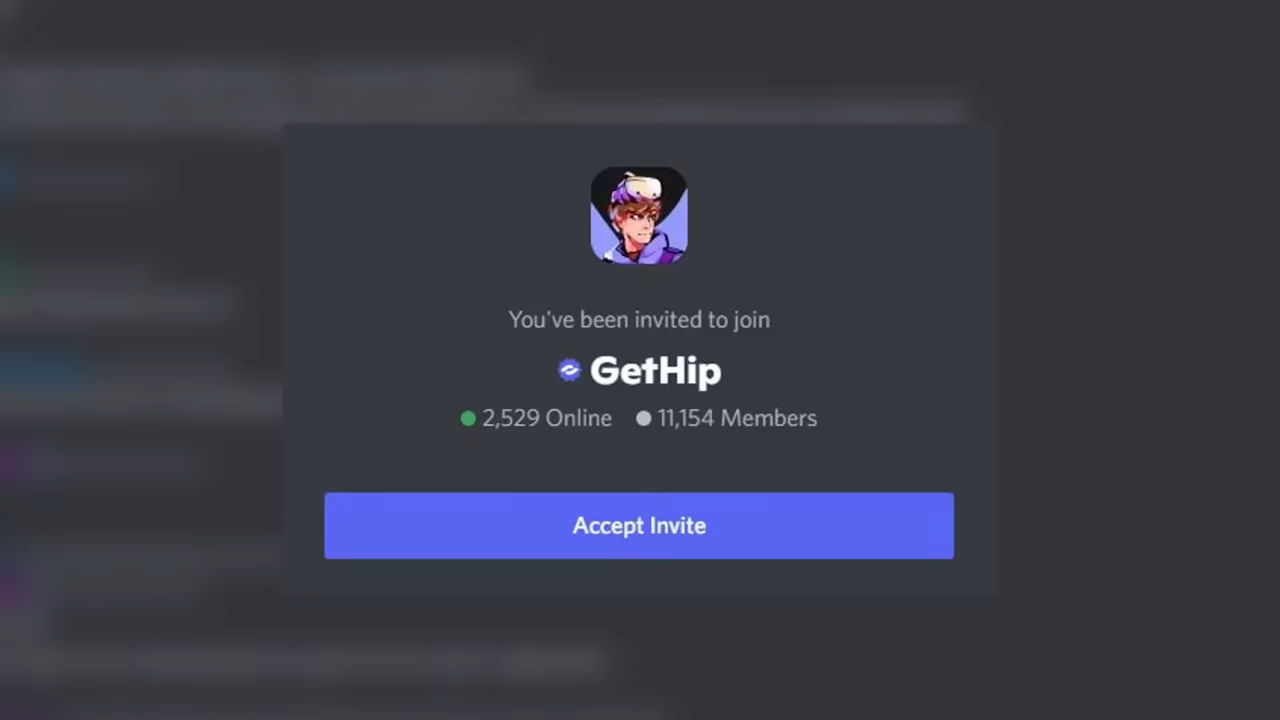 You've been invited to join
GetHip
2,529 Online 11,154 Members
Accept Invite